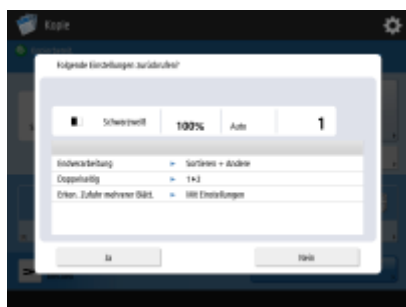 Kopie
Folgende Einstellungen zurückrufen?
Schwarzweiß 100% Auto 1
Endverarbeitung ► Sortieren + Andere
Doppelseitig ► 1►2
Erken. Zufuhr mehrerer Blätt. ► Mit Einstellungen
Ja Nein